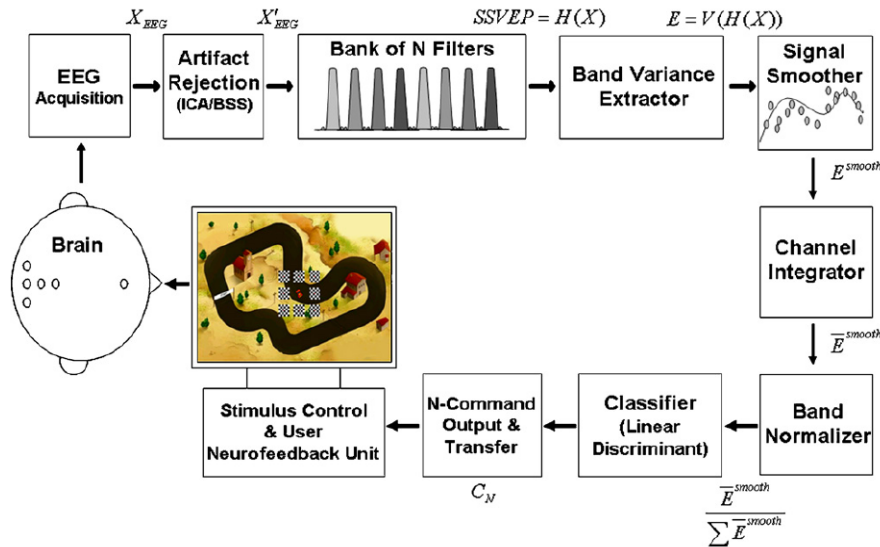 X_EEG
X'_EEG
SSVEP = H(X)
E = V(H(X))
EEG
Acquisition
Artifact
Rejection
(ICA/BSS)
Bank of N Filters
Band Variance
Extractor
Signal
Smoother
E^smooth
Brain
Channel
Integrator
E̅^smooth
Stimulus Control
& User
Neurofeedback Unit
N-Command
Output &
Transfer
Classifier
(Linear
Discriminant)
Band
Normalizer
C_N
E̅^smooth
∑ E̅^smooth